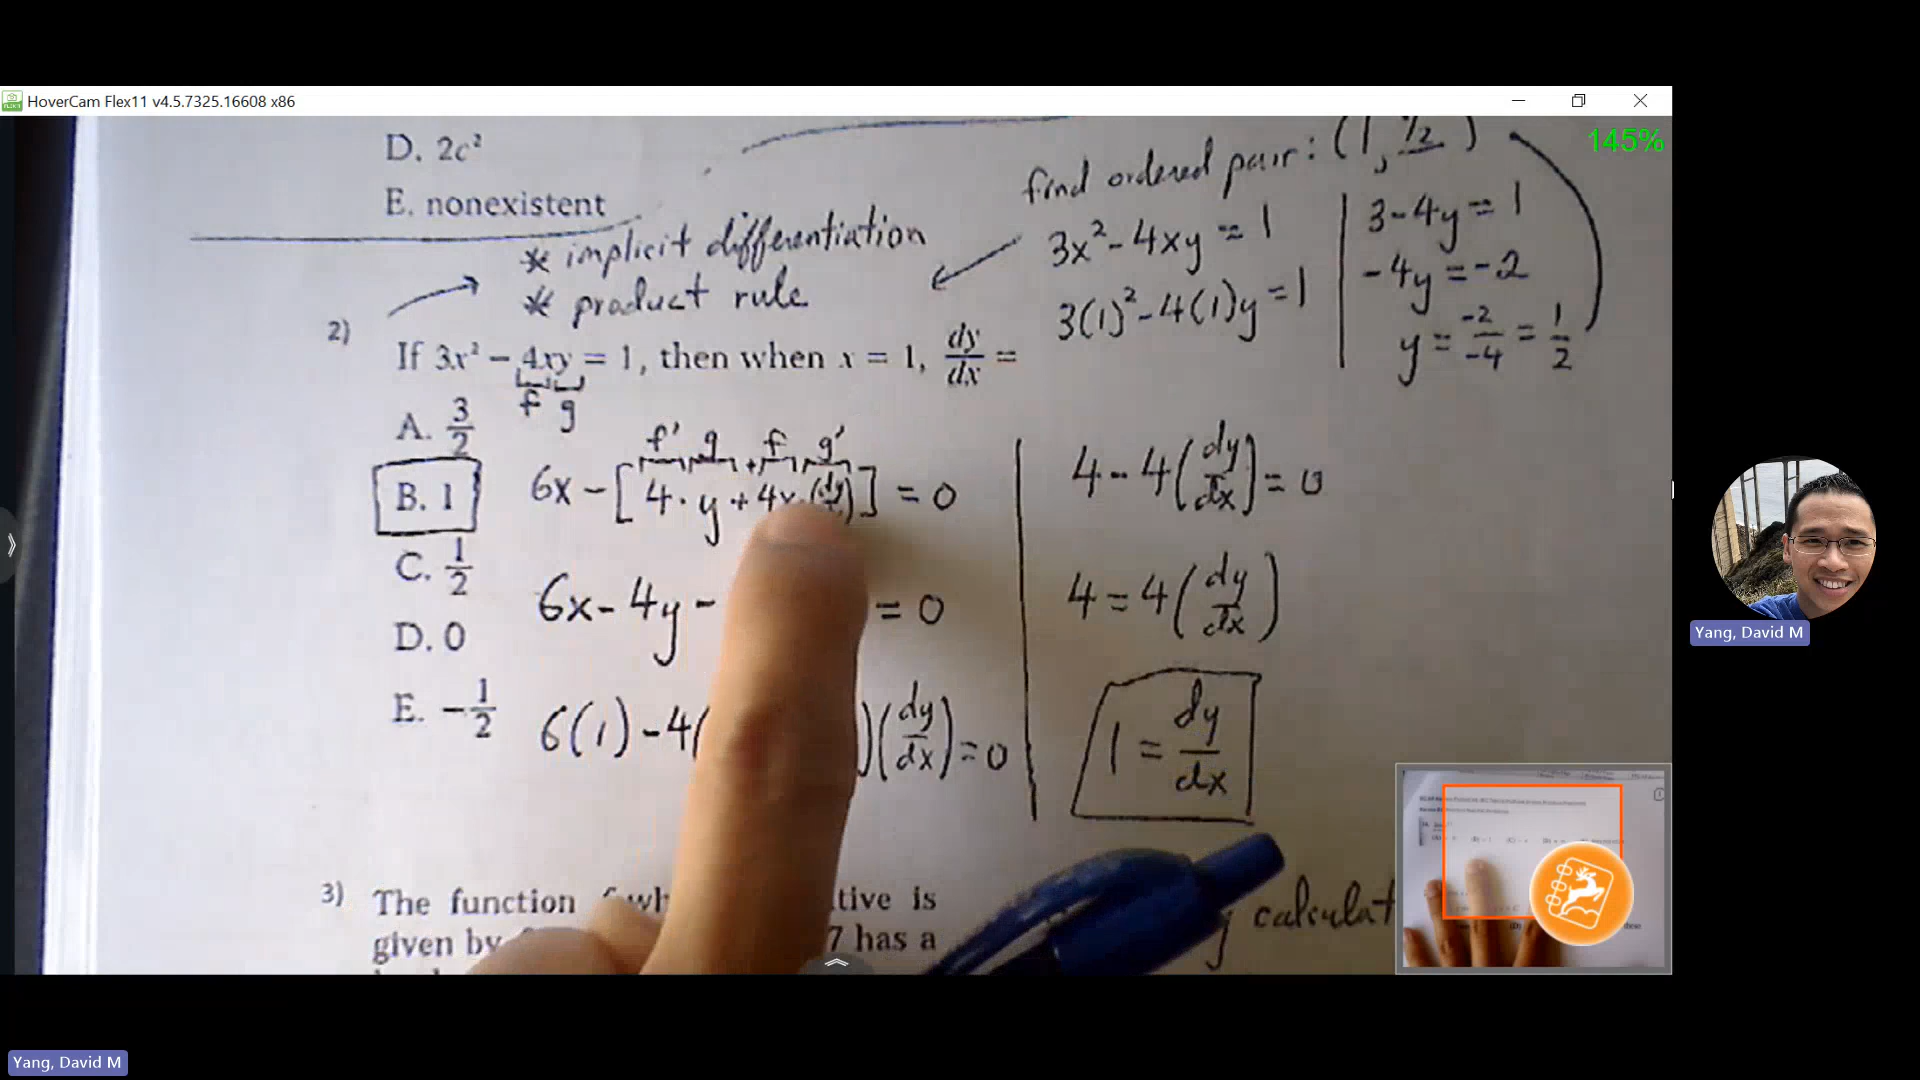 HoverCam Flex11 v4.5.7325.16608 x86
145%
D. 2c²
E. nonexistent
* implicit differentiation
* product rule
find ordered pair: (1, 1/2)
3x² - 4xy = 1
3(1)² - 4(1)y = 1
3 - 4y = 1
-4y = -2
y = -2/-4 = 1/2
2)
If 3x² − 4xy = 1, then when x = 1, dy/dx =
f g
A. 3/2
B. 1
C. 1/2
D. 0
E. −1/2
f' g + f g'
6x - [4 · y + 4x · (dy/dx)] = 0
6x - 4y - = 0
6(1) - 4( )(dy/dx) = 0
4 - 4(dy/dx) = 0
4 = 4(dy/dx)
1 = dy/dx
3) The function is
given by 7 has a
calculat
Yang, David M
Yang, David M